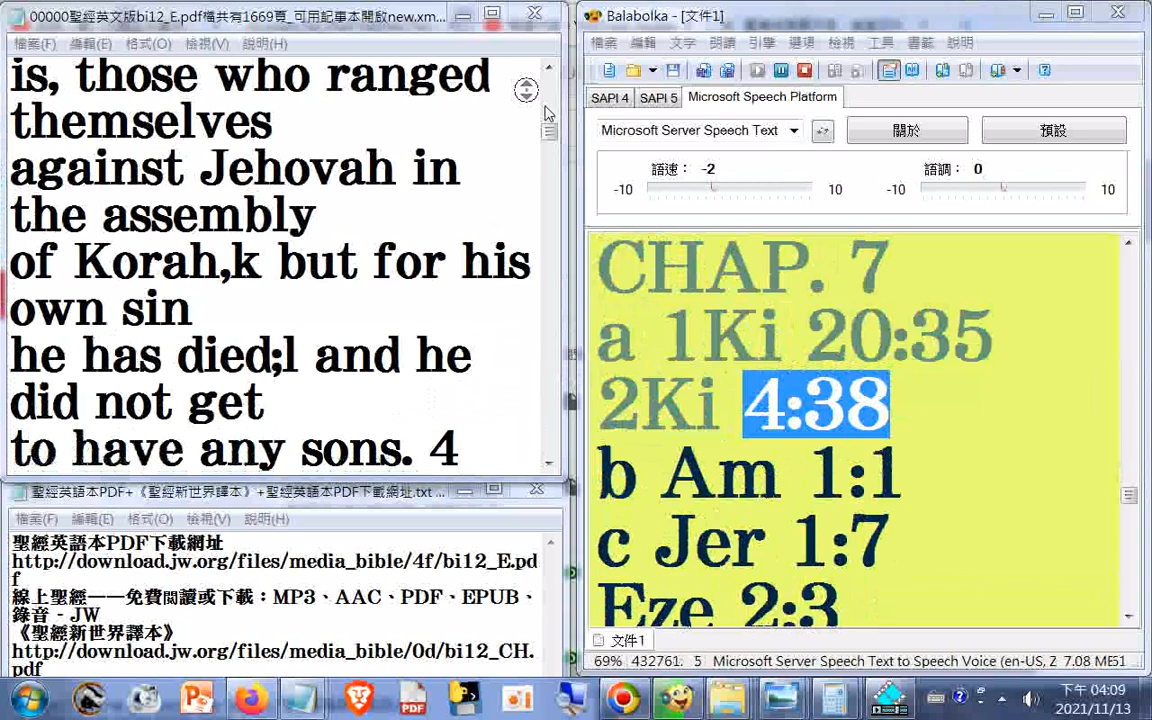 00000聖經英文版bi12_E.pdf檔共有1669頁_可用記事本開啟new.xm...
檔案(F) 編輯(E) 格式(O) 檢視(V) 說明(H)
is, those who ranged
themselves
against Jehovah in
the assembly
of Korah,k but for his
own sin
he has died;l and he
did not get
to have any sons. 4
聖經英語本PDF+《聖經新世界譯本》+聖經英語本PDF下載網址.txt ...
檔案(F) 編輯(E) 格式(O) 檢視(V) 說明(H)
聖經英語本PDF下載網址
http://download.jw.org/files/media_bible/4f/bi12_E.pd
f
線上聖經——免費閱讀或下載：MP3、AAC、PDF、EPUB、
錄音 - JW
《聖經新世界譯本》
http://download.jw.org/files/media_bible/0d/bi12_CH.
pdf
Balabolka - [文件1]
檔案 編輯 文字 朗讀 引擎 選項 檢視 工具 書籤 說明
SAPI 4 SAPI 5 Microsoft Speech Platform
Microsoft Server Speech Text 關於 預設
語速： -2 語調： 0
-10 10 -10 10
CHAP. 7
a 1Ki 20:35
2Ki 4:38
b Am 1:1
c Jer 1:7
Eze 2:3
文件1
69% 432761: 5 Microsoft Server Speech Text to Speech Voice (en-US, Z 7.08 ME51
下午 04:09
2021/11/13